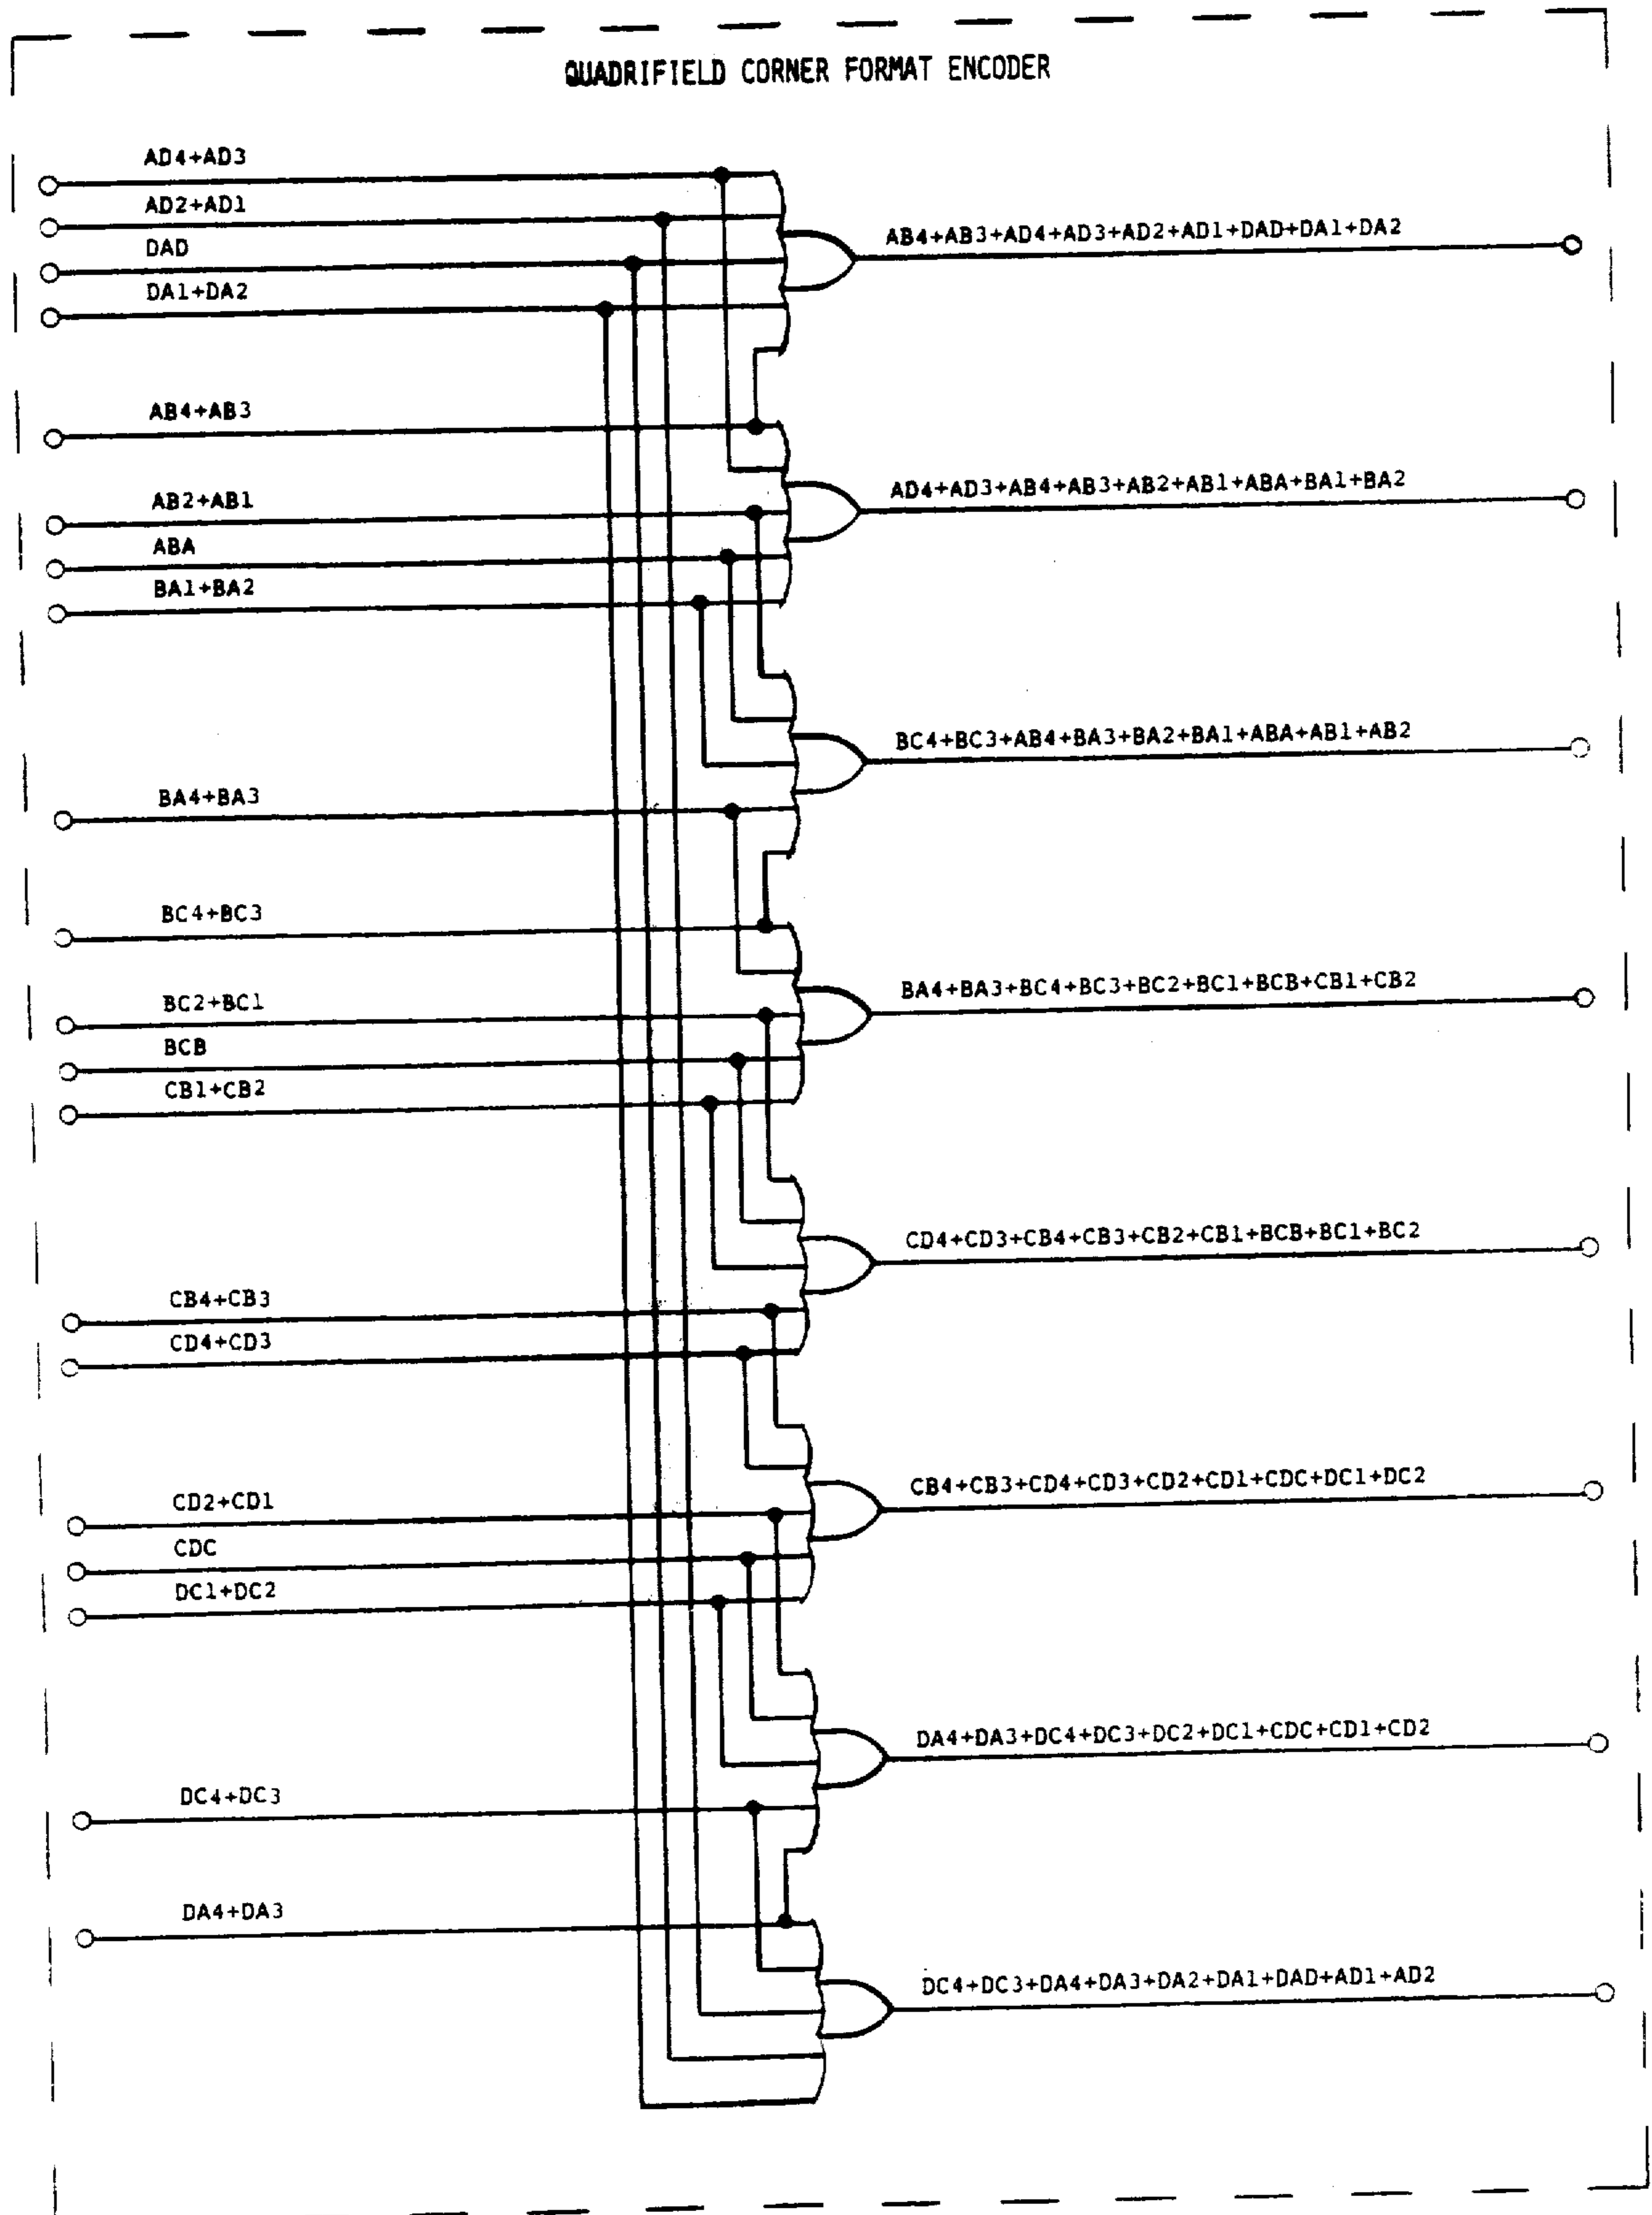 QUADRIFIELD CORNER FORMAT ENCODER
AD4+AD3
AD2+AD1
DAD
DA1+DA2
AB4+AB3+AD4+AD3+AD2+AD1+DAD+DA1+DA2
AB4+AB3
AB2+AB1
ABA
BA1+BA2
AD4+AD3+AB4+AB3+AB2+AB1+ABA+BA1+BA2
BC4+BC3+AB4+BA3+BA2+BA1+ABA+AB1+AB2
BA4+BA3
BC4+BC3
BC2+BC1
BCB
CB1+CB2
BA4+BA3+BC4+BC3+BC2+BC1+BCB+CB1+CB2
CD4+CD3+CB4+CB3+CB2+CB1+BCB+BC1+BC2
CB4+CB3
CD4+CD3
CD2+CD1
CDC
DC1+DC2
CB4+CB3+CD4+CD3+CD2+CD1+CDC+DC1+DC2
DA4+DA3+DC4+DC3+DC2+DC1+CDC+CD1+CD2
DC4+DC3
DA4+DA3
DC4+DC3+DA4+DA3+DA2+DA1+DAD+AD1+AD2